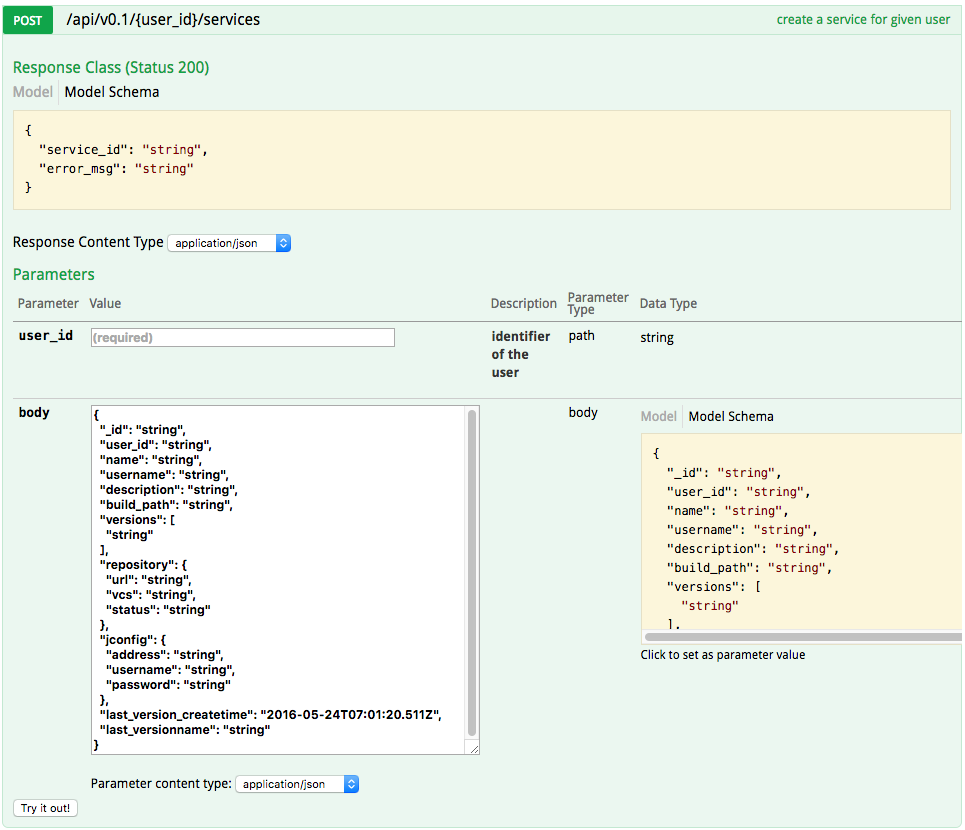 POST /api/v0.1/{user_id}/services create a service for given user
Response Class (Status 200)
Model Model Schema
{
"service_id": "string",
"error_msg": "string"
}
Response Content Type application/json
Parameters
Parameter Value Description Parameter Type Data Type
user_id (required) identifier of the user path string
body
{
"_id": "string",
"user_id": "string",
"name": "string",
"username": "string",
"description": "string",
"build_path": "string",
"versions": [
"string"
],
"repository": {
"url": "string",
"vcs": "string",
"status": "string"
},
"jconfig": {
"address": "string",
"username": "string",
"password": "string"
},
"last_version_createtime": "2016-05-24T07:01:20.511Z",
"last_versionname": "string"
}
body
Model Model Schema
{
"_id": "string",
"user_id": "string",
"name": "string",
"username": "string",
"description": "string",
"build_path": "string",
"versions": [
"string"
],
Click to set as parameter value
Parameter content type: application/json
Try it out!